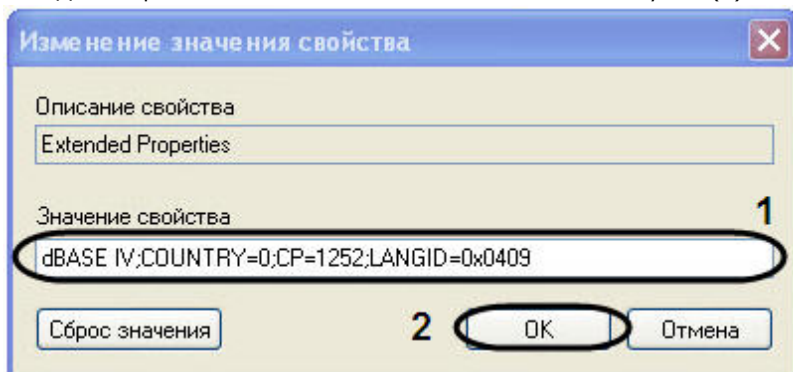 Изменение значения свойства
Описание свойства
Extended Properties
Значение свойства
1
dBASE IV;COUNTRY=0;CP=1252;LANGID=0x0409
Сброс значения 2 OK Отмена